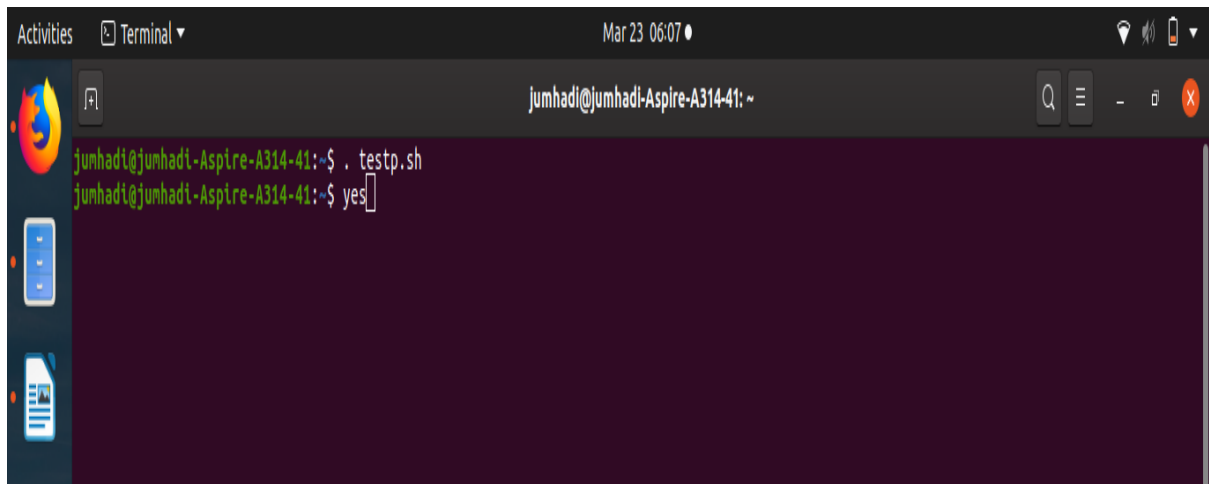 Activities Terminal Mar 23 06:07
jumhadi@jumhadi-Aspire-A314-41: ~
jumhadi@jumhadi-Aspire-A314-41:~$ . testp.sh
jumhadi@jumhadi-Aspire-A314-41:~$ yes